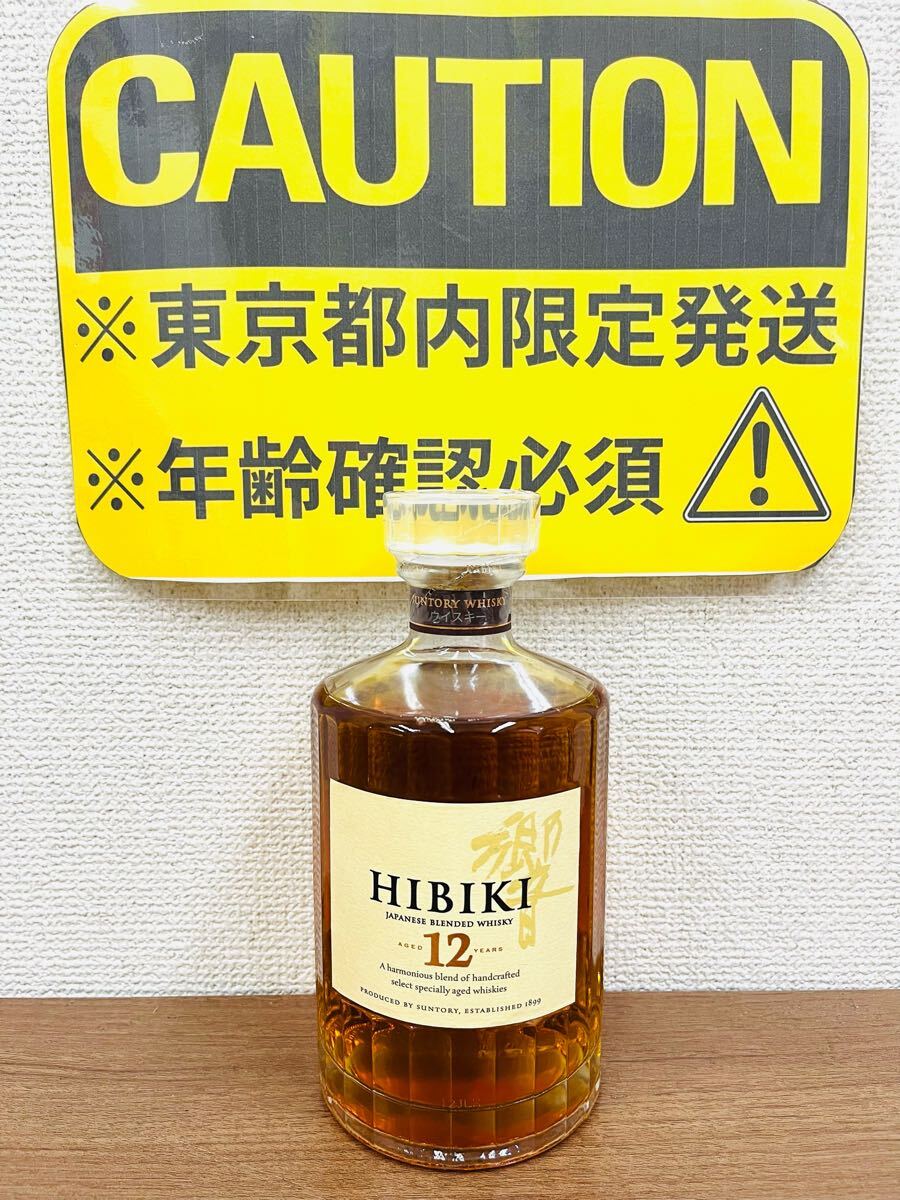 CAUTION
※東京都内限定発送
※年齢確認必須
SUNTORY WHISKY
ウイスキー
響
HIBIKI
JAPANESE BLENDED WHISKY
AGED 12 YEARS
A harmonious blend of handcrafted
select specially aged whiskies
PRODUCED BY SUNTORY, ESTABLISHED 1899